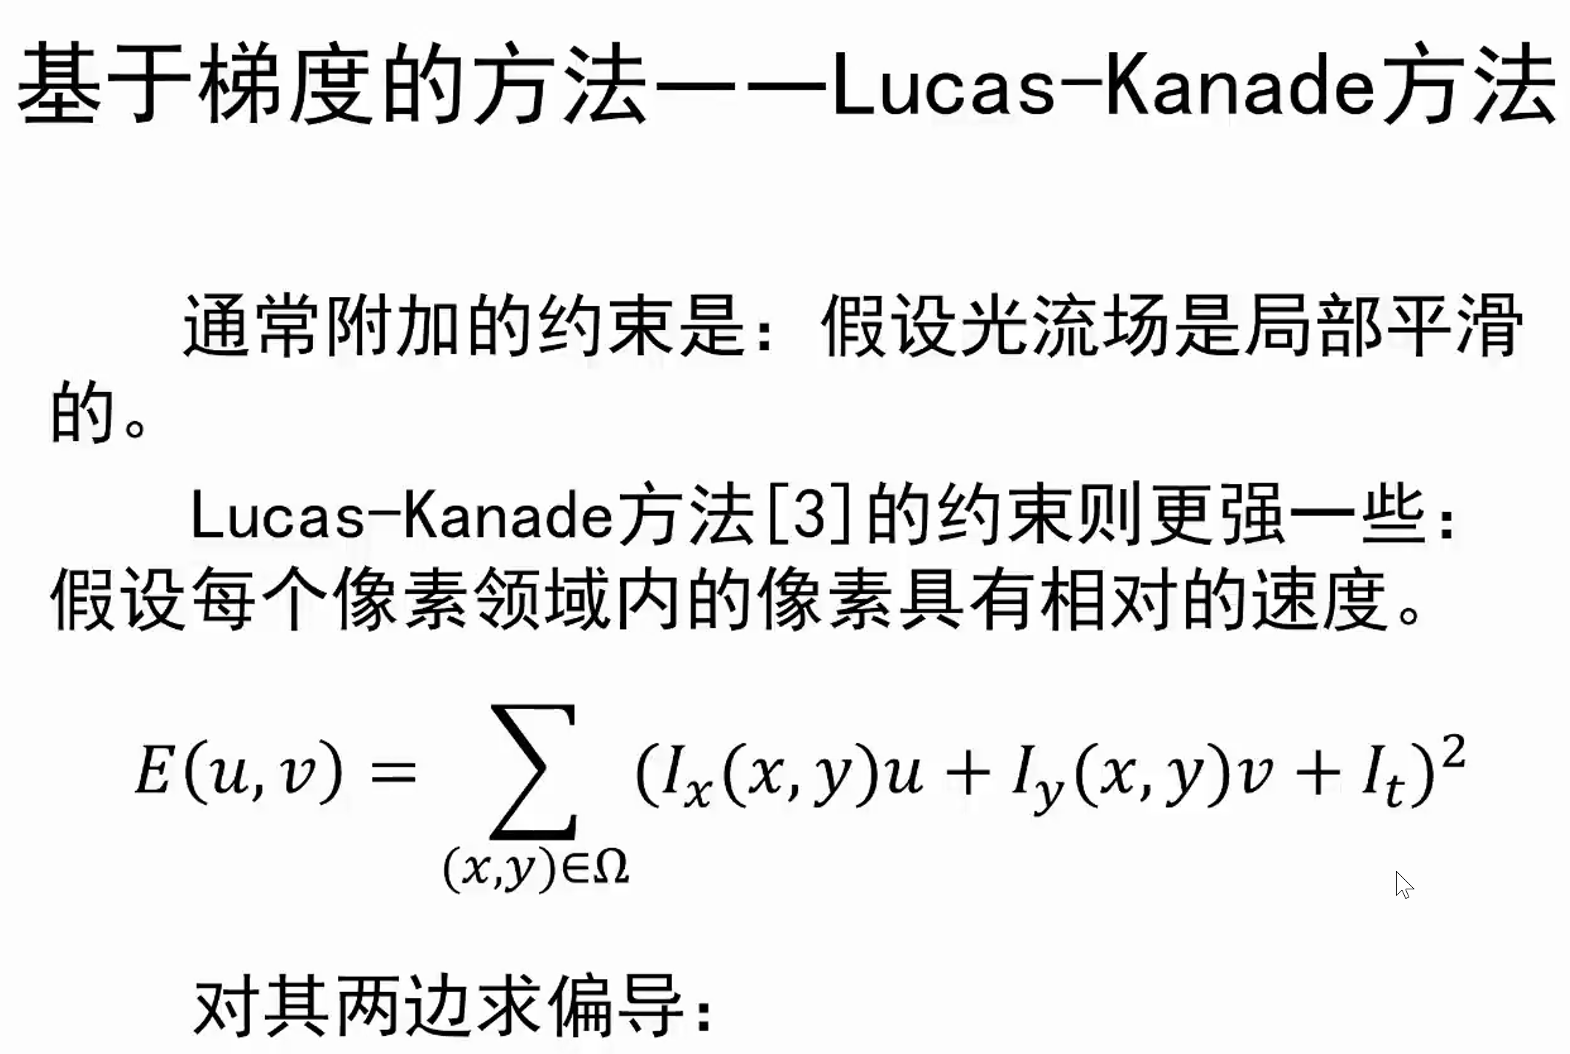 基于梯度的方法——Lucas-Kanade方法
通常附加的约束是：假设光流场是局部平滑
的。
Lucas-Kanade方法[3]的约束则更强一些：
假设每个像素领域内的像素具有相对的速度。
E(u,v) = ∑_{(x,y)∈Ω} (I_x(x,y)u + I_y(x,y)v + I_t)^2
对其两边求偏导：